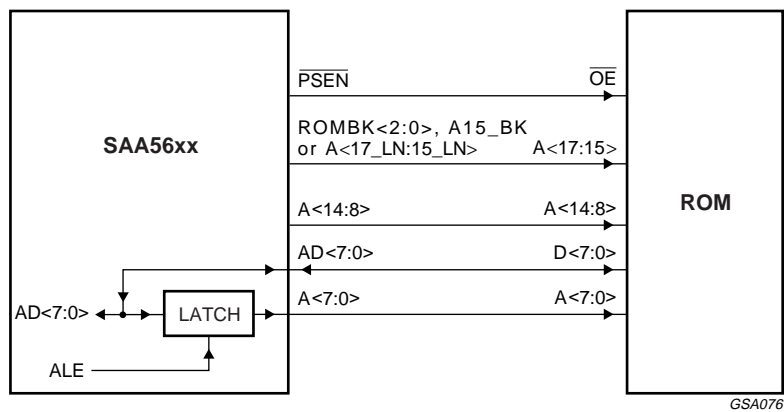 PSEN OE
ROMBK<2:0>, A15_BK
or A<17_LN:15_LN> A<17:15>
SAA56xx
ROM
A<14:8> A<14:8>
AD<7:0> D<7:0>
A<7:0> A<7:0>
AD<7:0> LATCH
ALE
GSA076